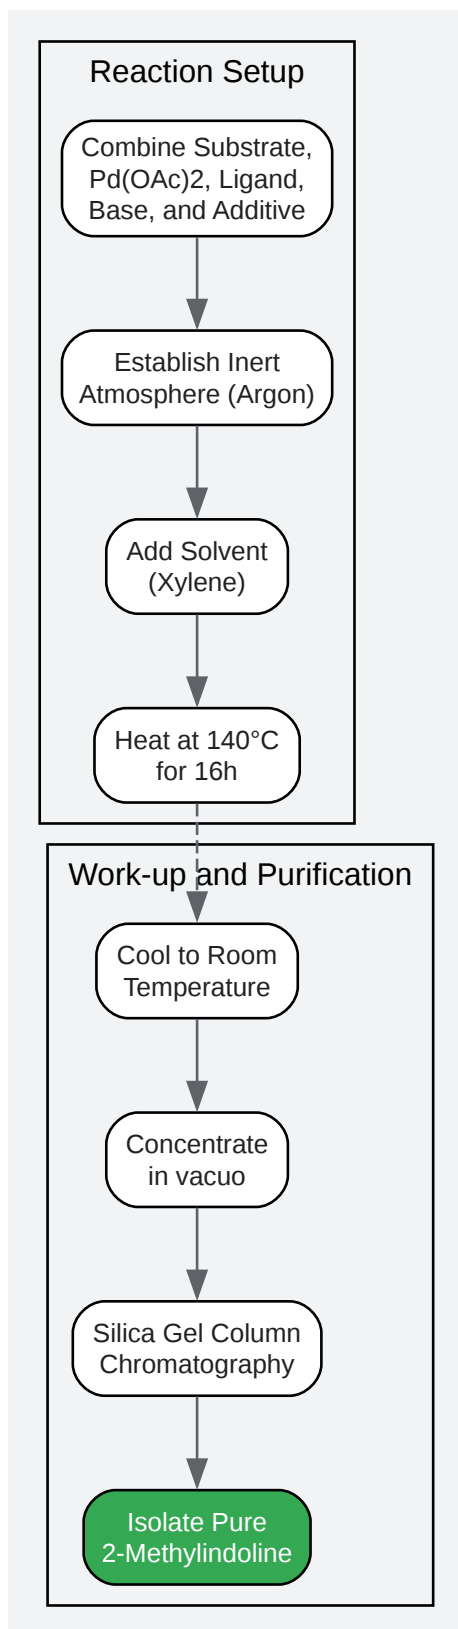 Reaction Setup
Combine Substrate,
Pd(OAc)2, Ligand,
Base, and Additive
Establish Inert
Atmosphere (Argon)
Add Solvent
(Xylene)
Heat at 140°C
for 16h
Work-up and Purification
Cool to Room
Temperature
Concentrate
in vacuo
Silica Gel Column
Chromatography
Isolate Pure
2-Methylindoline